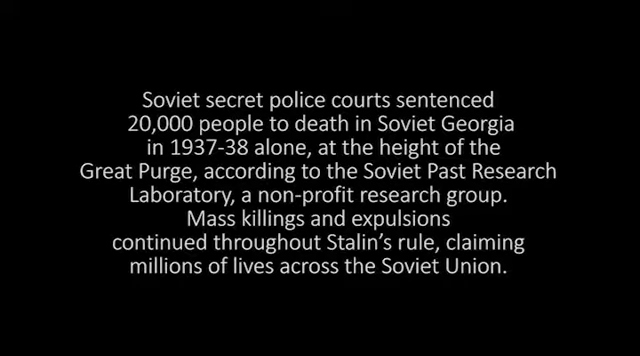 Soviet secret police courts sentenced
20,000 people to death in Soviet Georgia
in 1937-38 alone, at the height of the
Great Purge, according to the Soviet Past Research
Laboratory, a non-profit research group.
Mass killings and expulsions
continued throughout Stalin's rule, claiming
millions of lives across the Soviet Union.